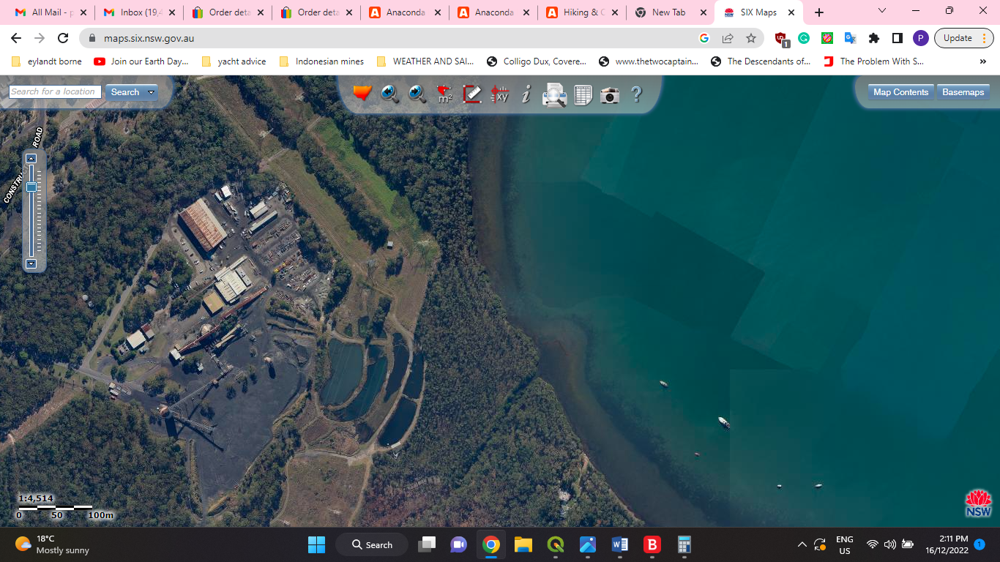 All Mail - p
Inbox (19,4
Order deta
Order deta
Anaconda
Anaconda
Hiking & C
New Tab
SIX Maps
maps.six.nsw.gov.au
1
P
Update
eylandt borne
Join our Earth Day...
yacht advice
Indonesian mines
WEATHER AND SAI...
Colligo Dux, Covere...
www.thetwocaptain...
The Descendants of...
The Problem With S...
»
Search for a location
Search
m²
xy
i
?
Map Contents
Basemaps
ROAD
CONSTRU
1:4,514
0 50 100m
NSW
18°C
Mostly sunny
Search
W
B
ENG
US
2:11 PM
16/12/2022
1